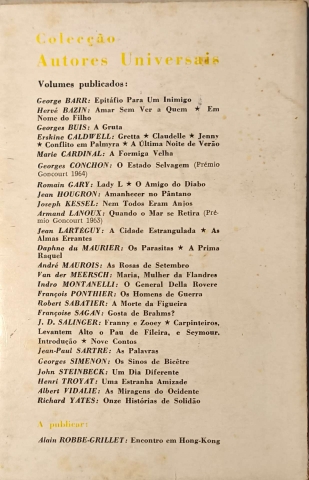 Colecção
Autores Universais
Volumes publicados:
George BARR: Epitáfio Para Um Inimigo
Hervé BAZIN: Amar Sem Ver a Quem ★ Em
Nome do Filho
Georges BUIS: A Gruta
Erskine CALDWELL: Gretta ★ Claudelle ★ Jenny
★ Conflito em Palmyra ★ A Última Noite de Verão
Marie CARDINAL: A Formiga Velha
Georges CONCHON: O Estado Selvagem (Prémio
Goncourt 1964)
Romain GARY: Lady L ★ O Amigo do Diabo
Jean HOUGRON: Amanhecer no Pântano
Joseph KESSEL: Nem Todos Eram Anjos
Armand LANOUX: Quando o Mar se Retira (Pré-
mio Goncourt 1963)
Jean LARTÉGUY: A Cidade Estrangulada ★ As
Almas Errantes
Daphne du MAURIER: Os Parasitas ★ A Prima
Raquel
André MAUROIS: As Rosas de Setembro
Van der MEERSCH: Maria, Mulher da Flandres
Indro MONTANELLI: O General Della Rovere
François PONTHIER: Os Homens de Guerra
Robert SABATIER: A Morte da Figueira
Françoise SAGAN: Gosta de Brahms?
J. D. SALINGER: Franny e Zooey ★ Carpinteiros,
Levantem Alto o Pau de Fileira, e Seymour,
Introdução ★ Nove Contos
Jean-Paul SARTRE: As Palavras
Georges SIMENON: Os Sinos de Bicêtre
John STEINBECK: Um Dia Diferente
Henri TROYAT: Uma Estranha Amizade
Albert VIDALIE: As Miragens do Ocidente
Richard YATES: Onze Histórias de Solidão
A publicar:
Alain ROBBE-GRILLET: Encontro em Hong-Kong